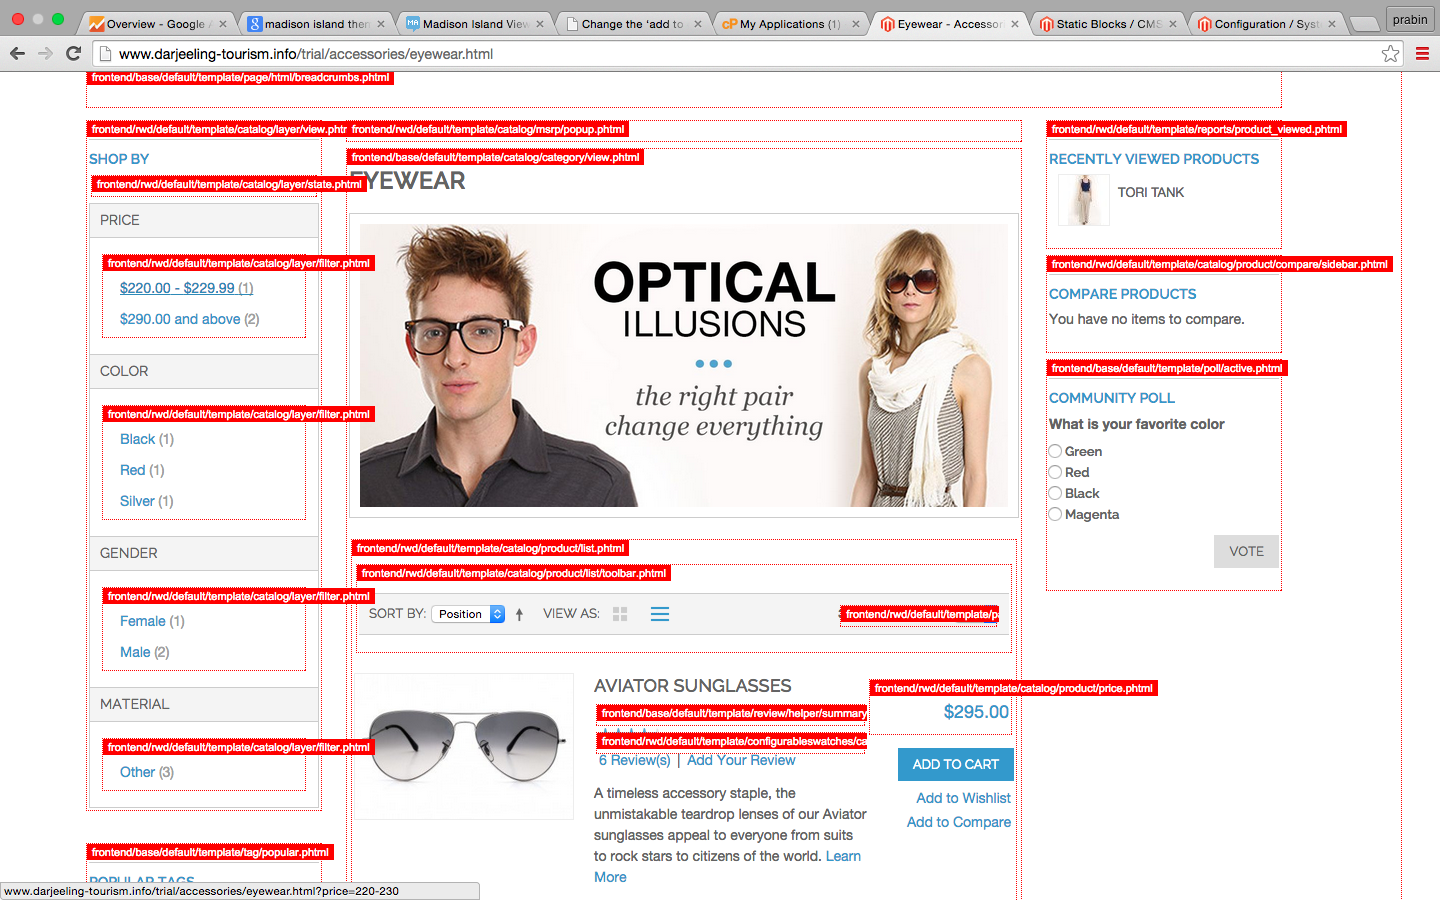 Overview - Google A
madison island them
Madison Island View
Change the 'add to
My Applications (1)
Eyewear - Accessor
Static Blocks / CMS
Configuration / Syst
prabin
www.darjeeling-tourism.info/trial/accessories/eyewear.html
frontend/base/default/template/page/html/breadcrumbs.phtml
frontend/rwd/default/template/catalog/layer/view.phtm
SHOP BY
frontend/rwd/default/template/catalog/layer/state.phtml
PRICE
frontend/rwd/default/template/catalog/layer/filter.phtml
$220.00 - $229.99 (1)
$290.00 and above (2)
COLOR
frontend/rwd/default/template/catalog/layer/filter.phtml
Black (1)
Red (1)
Silver (1)
GENDER
frontend/rwd/default/template/catalog/layer/filter.phtml
Female (1)
Male (2)
MATERIAL
frontend/rwd/default/template/catalog/layer/filter.phtml
Other (3)
frontend/base/default/template/tag/popular.phtml
POPULAR TAGS
frontend/rwd/default/template/catalog/msrp/popup.phtml
frontend/base/default/template/catalog/category/view.phtml
EYEWEAR
OPTICAL
ILLUSIONS
the right pair
change everything
frontend/rwd/default/template/catalog/product/list.phtml
frontend/rwd/default/template/catalog/product/list/toolbar.phtml
SORT BY: Position VIEW AS:
frontend/rwd/default/template/pa
AVIATOR SUNGLASSES
frontend/base/default/template/review/helper/summary
frontend/rwd/default/template/configurableswatches/ca
6 Review(s) | Add Your Review
A timeless accessory staple, the
unmistakable teardrop lenses of our Aviator
sunglasses appeal to everyone from suits
to rock stars to citizens of the world. Learn
More
frontend/rwd/default/template/catalog/product/price.phtml
$295.00
ADD TO CART
Add to Wishlist
Add to Compare
frontend/rwd/default/template/reports/product_viewed.phtml
RECENTLY VIEWED PRODUCTS
TORI TANK
frontend/rwd/default/template/catalog/product/compare/sidebar.phtml
COMPARE PRODUCTS
You have no items to compare.
frontend/base/default/template/poll/active.phtml
COMMUNITY POLL
What is your favorite color
Green
Red
Black
Magenta
VOTE
www.darjeeling-tourism.info/trial/accessories/eyewear.html?price=220-230